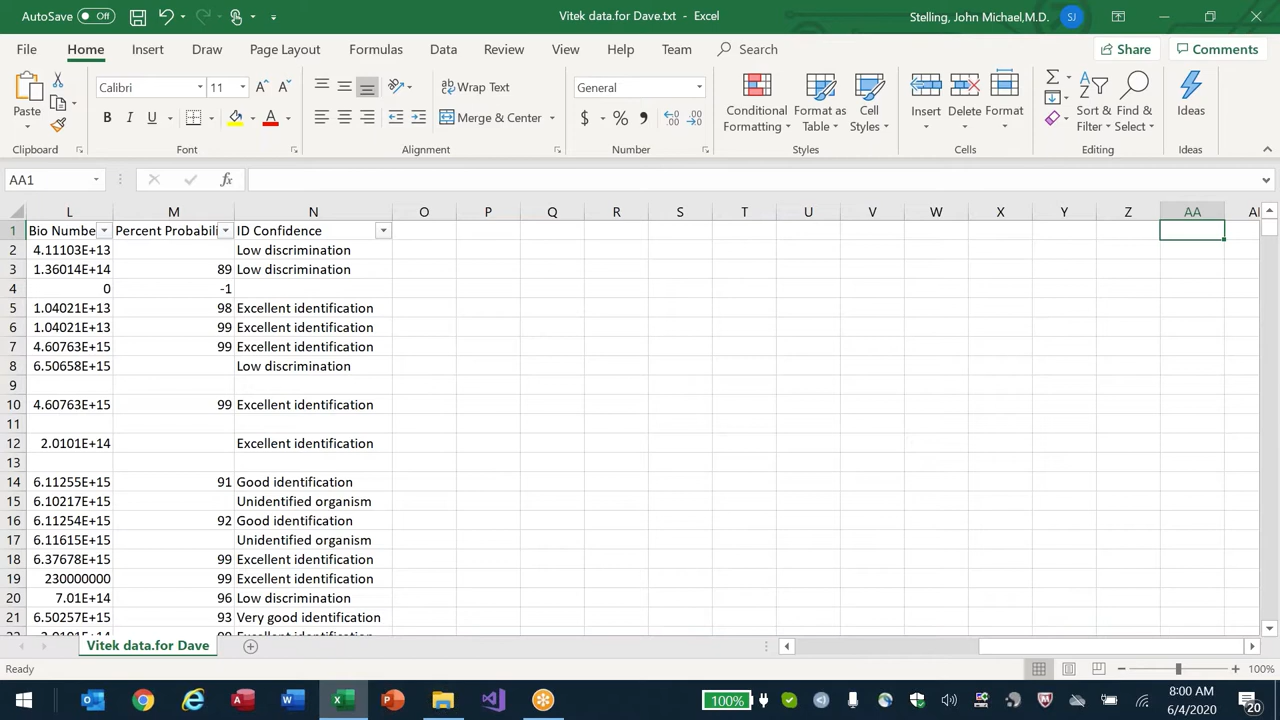 AutoSave Off Vitek data.for Dave.txt - Excel Stelling, John Michael,M.D. SJ
File Home Insert Draw Page Layout Formulas Data Review View Help Team Search Share Comments
Paste Calibri 11 Wrap Text General Conditional Formatting Format as Table Cell Styles Insert Delete Format Sort & Filter Find & Select Ideas
B I U A Merge & Center $ % 
Clipboard Font Alignment Number Styles Cells Editing Ideas
AA1 fx
L M N O P Q R S T U V W X Y Z AA
1 Bio Numbe Percent Probabili ID Confidence
2 4.11103E+13 Low discrimination
3 1.36014E+14 89 Low discrimination
4 0 -1
5 1.04021E+13 98 Excellent identification
6 1.04021E+13 99 Excellent identification
7 4.60763E+15 99 Excellent identification
8 6.50658E+15 Low discrimination
9
10 4.60763E+15 99 Excellent identification
11
12 2.0101E+14 Excellent identification
13
14 6.11255E+15 91 Good identification
15 6.10217E+15 Unidentified organism
16 6.11254E+15 92 Good identification
17 6.11615E+15 Unidentified organism
18 6.37678E+15 99 Excellent identification
19 230000000 99 Excellent identification
20 7.01E+14 96 Low discrimination
21 6.50257E+15 93 Very good identification
Vitek data.for Dave
Ready 100%
100% 8:00 AM
6/4/2020 20